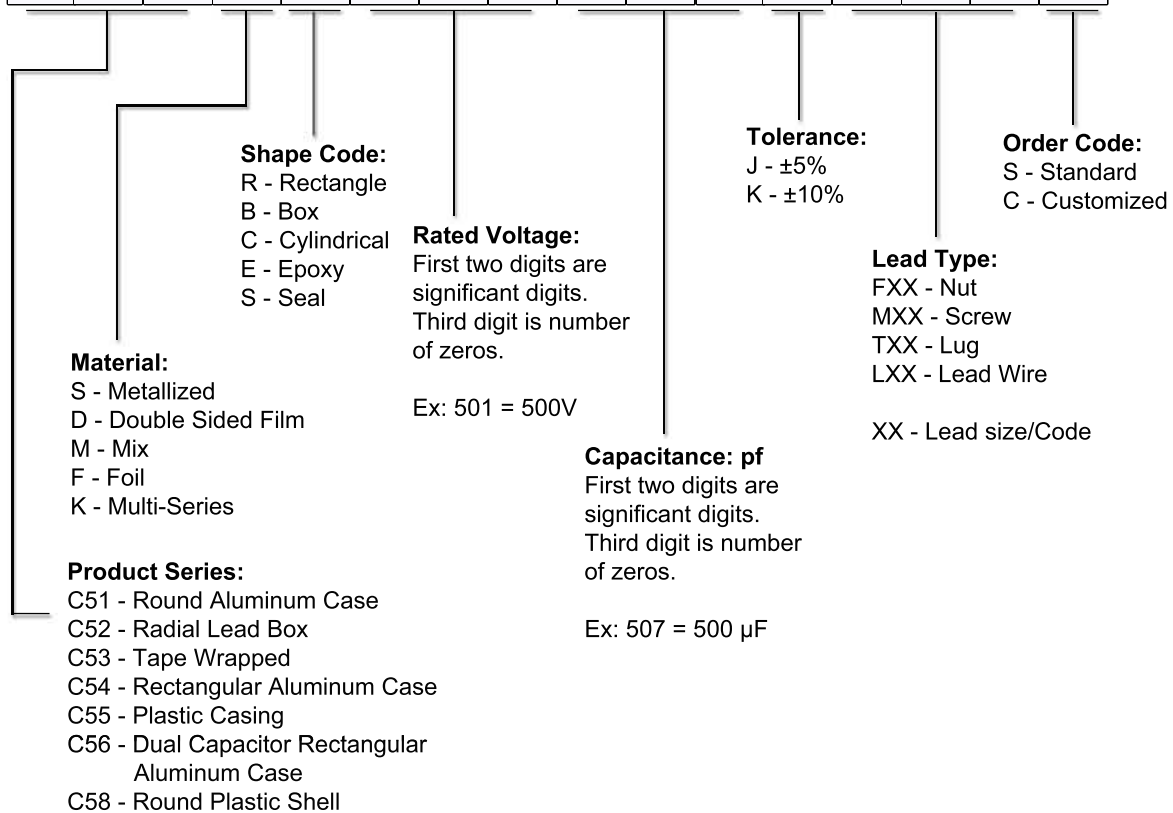 Shape Code:
R - Rectangle
B - Box
C - Cylindrical
E - Epoxy
S - Seal
Rated Voltage:
First two digits are
significant digits.
Third digit is number
of zeros.
Ex: 501 = 500V
Tolerance:
J - ±5%
K - ±10%
Order Code:
S - Standard
C - Customized
Lead Type:
FXX - Nut
MXX - Screw
TXX - Lug
LXX - Lead Wire
XX - Lead size/Code
Material:
S - Metallized
D - Double Sided Film
M - Mix
F - Foil
K - Multi-Series
Capacitance: pf
First two digits are
significant digits.
Third digit is number
of zeros.
Ex: 507 = 500 µF
Product Series:
C51 - Round Aluminum Case
C52 - Radial Lead Box
C53 - Tape Wrapped
C54 - Rectangular Aluminum Case
C55 - Plastic Casing
C56 - Dual Capacitor Rectangular
Aluminum Case
C58 - Round Plastic Shell